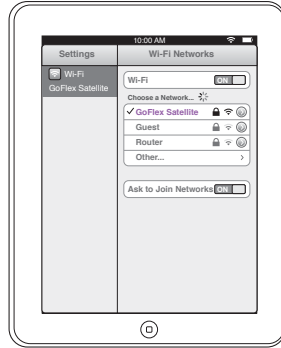 10:00 AM
Settings
Wi-Fi Networks
Wi-Fi
GoFlex Satellite
Wi-Fi ON
Choose a Network...
GoFlex Satellite
Guest
Router
Other...
Ask to Join Networks ON